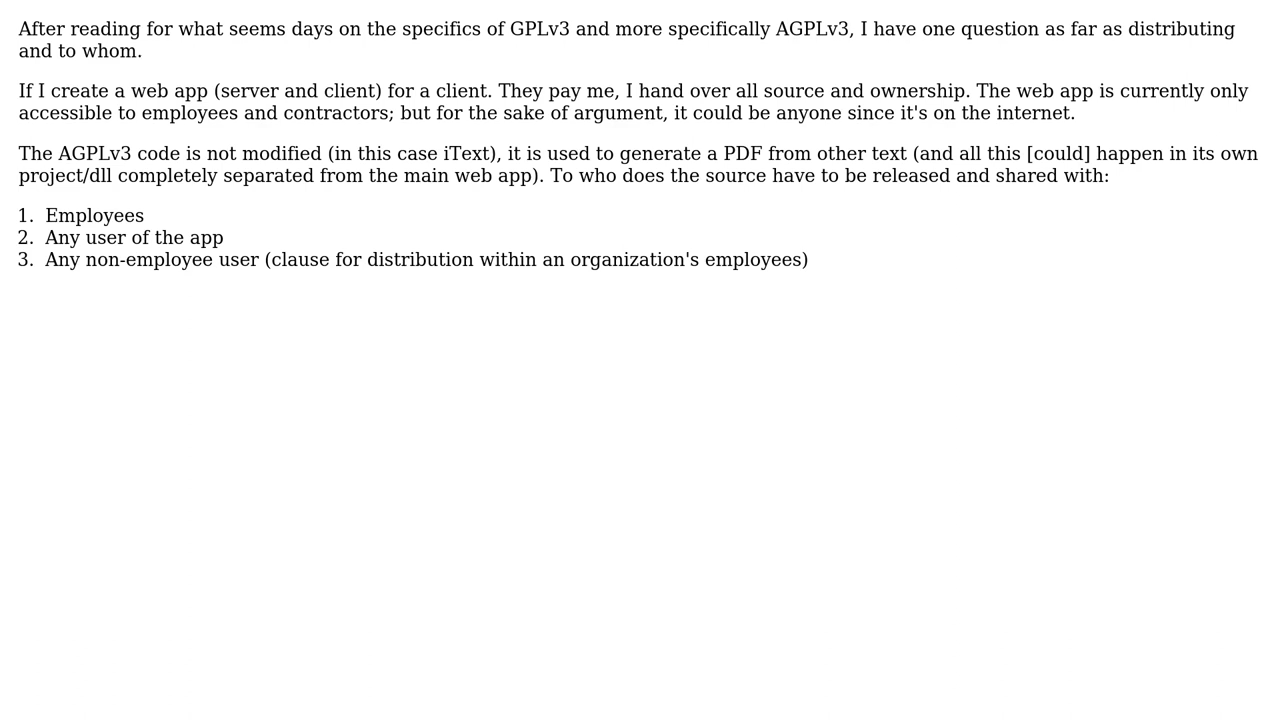 After reading for what seems days on the specifics of GPLv3 and more specifically AGPLv3, I have one question as far as distributing
and to whom.
If I create a web app (server and client) for a client. They pay me, I hand over all source and ownership. The web app is currently only
accessible to employees and contractors; but for the sake of argument, it could be anyone since it's on the internet.
The AGPLv3 code is not modified (in this case iText), it is used to generate a PDF from other text (and all this [could] happen in its own
project/dll completely separated from the main web app). To who does the source have to be released and shared with:
1. Employees
2. Any user of the app
3. Any non-employee user (clause for distribution within an organization's employees)